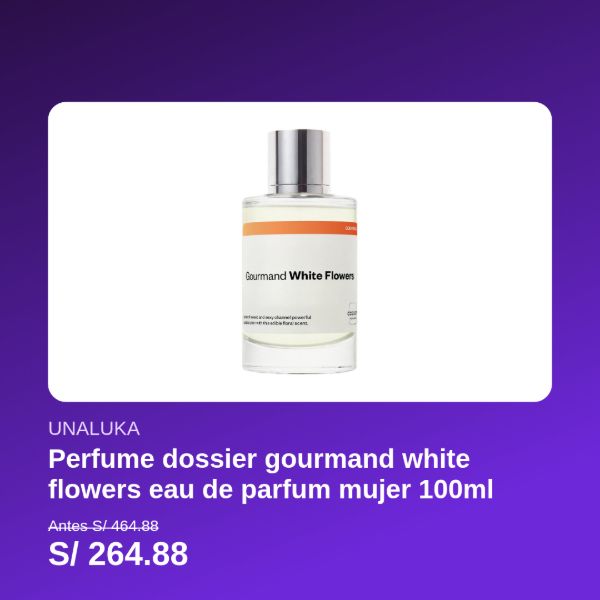 Gourmand White Flowers
UNALUKA
Perfume dossier gourmand white
flowers eau de parfum mujer 100ml
Antes S/ 464.88
S/ 264.88